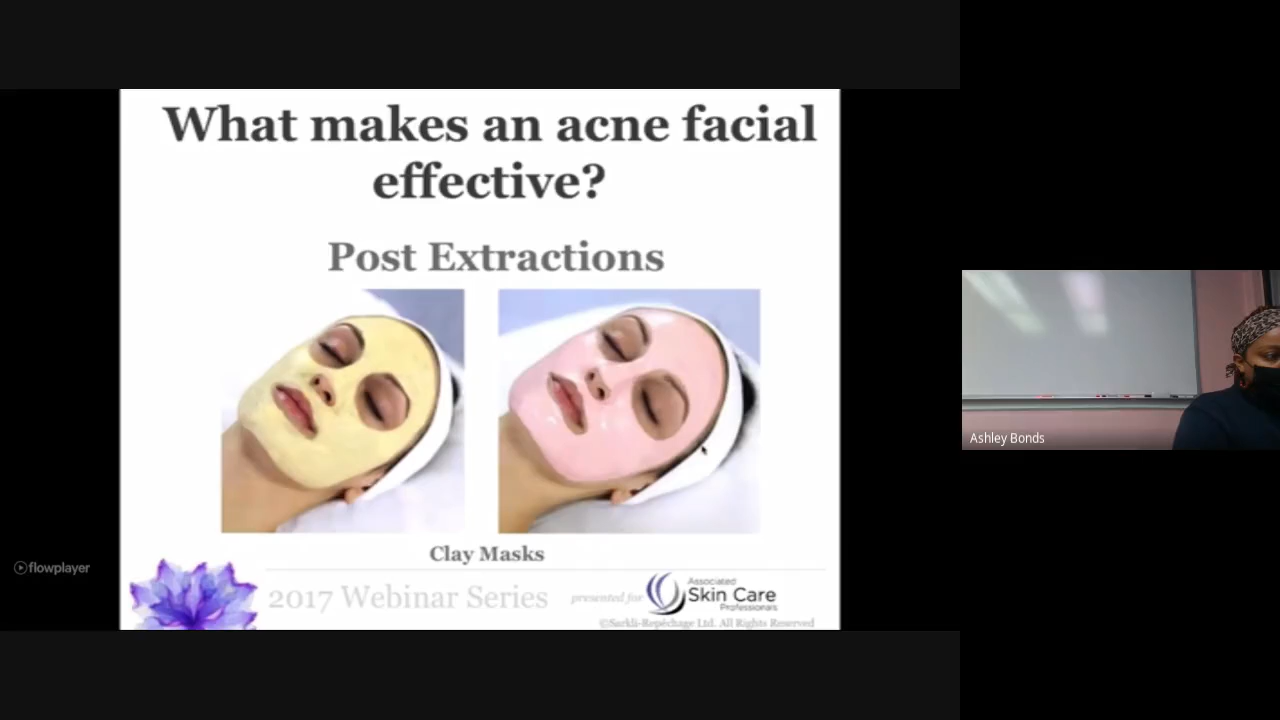 What makes an acne facial
effective?
Post Extractions
Clay Masks
2017 Webinar Series
presented for
Associated
Skin Care
Professionals
©Sarkli-Repéchage Ltd. All Rights Reserved
flowplayer
Ashley Bonds